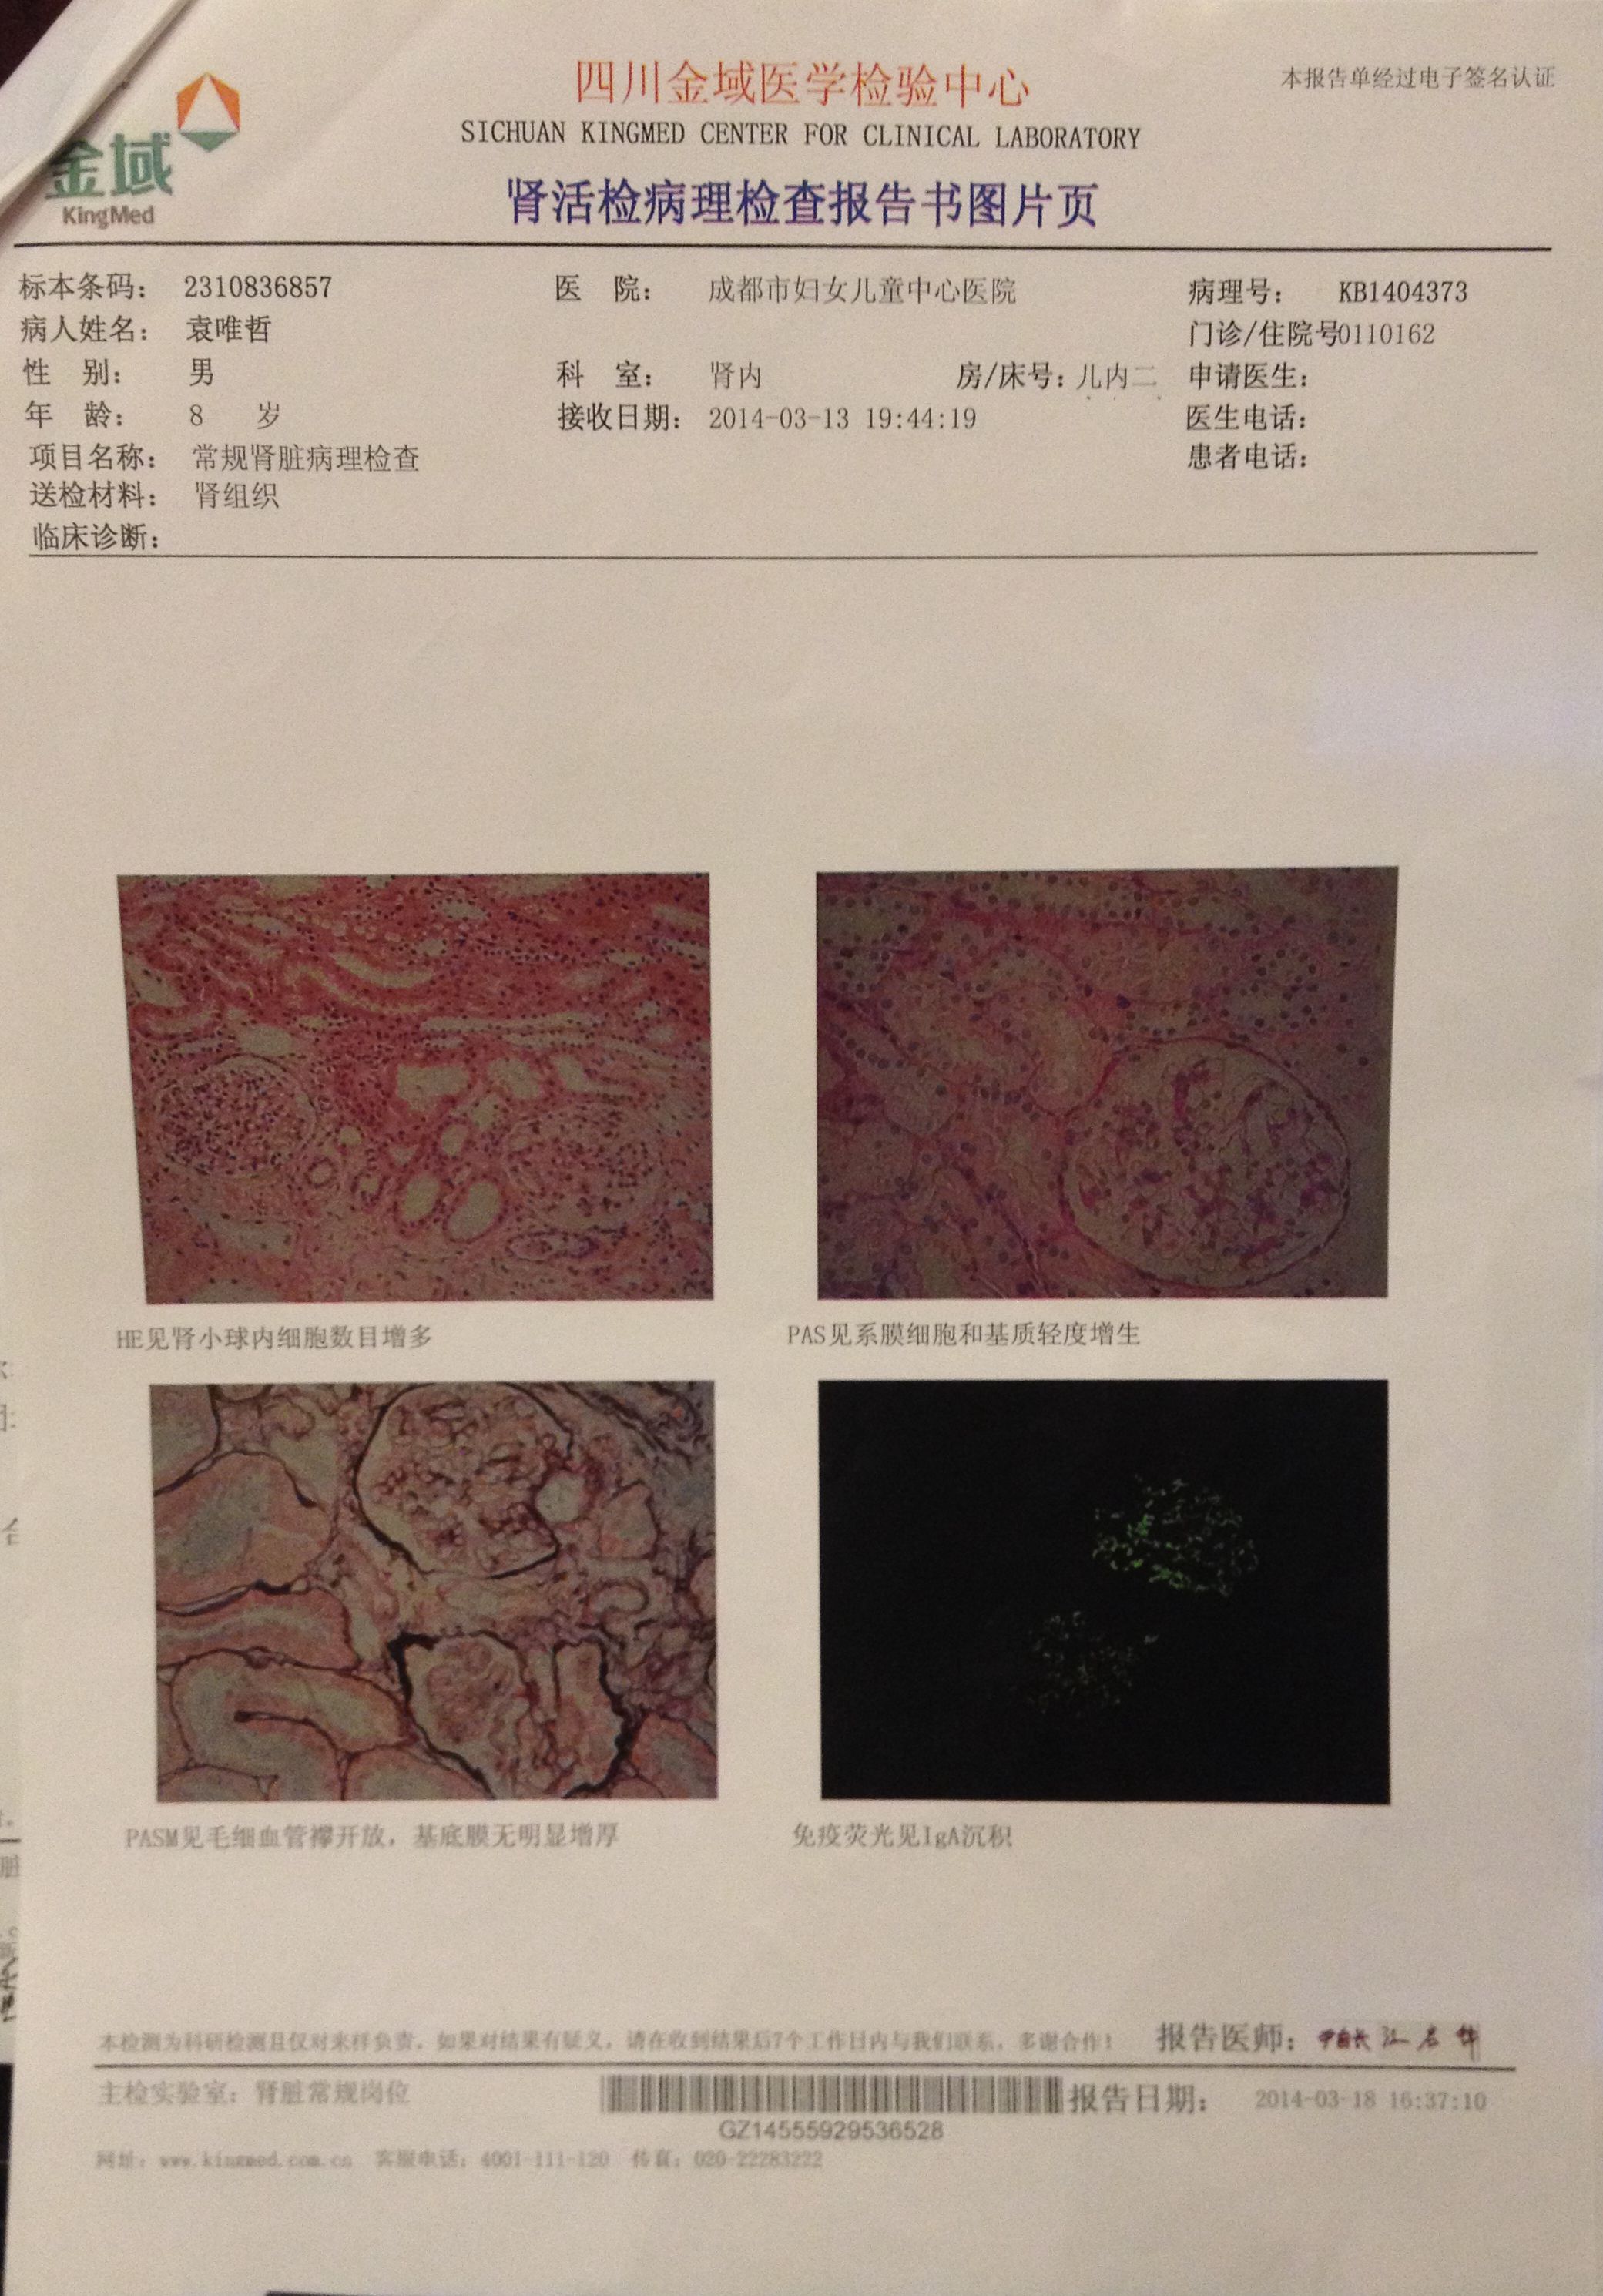 四川金域医学检验中心
本报告单经过电子签名认证
SICHUAN KINGMED CENTER FOR CLINICAL LABORATORY
金域
KingMed
肾活检病理检查报告书图片页
标本条码: 2310836857 医 院: 成都市妇女儿童中心医院 病理号: KB1404373
病人姓名: 袁唯哲 门诊/住院号0110162
性 别: 男 科 室: 肾内 房/床号: 儿内二 申请医生:
年 龄: 8 岁 接收日期: 2014-03-13 19:44:19 医生电话:
项目名称: 常规肾脏病理检查 患者电话:
送检材料: 肾组织
临床诊断:
HE见肾小球内细胞数目增多
PAS见系膜细胞和基质轻度增生
PASM见毛细血管襻开放，基底膜无明显增厚
免疫荧光见IgA沉积
本检测为科研检测且仅对来样负责，如果对结果有疑义，请在收到结果后7个工作日内与我们联系，多谢合作! 报告医师:
主检实验室: 肾脏常规岗位 报告日期: 2014-03-18 16:37:10
GZ14555929536528
网址: www.kingmed.com.cn 客服电话: 4001-111-120 传真: 020-22283222